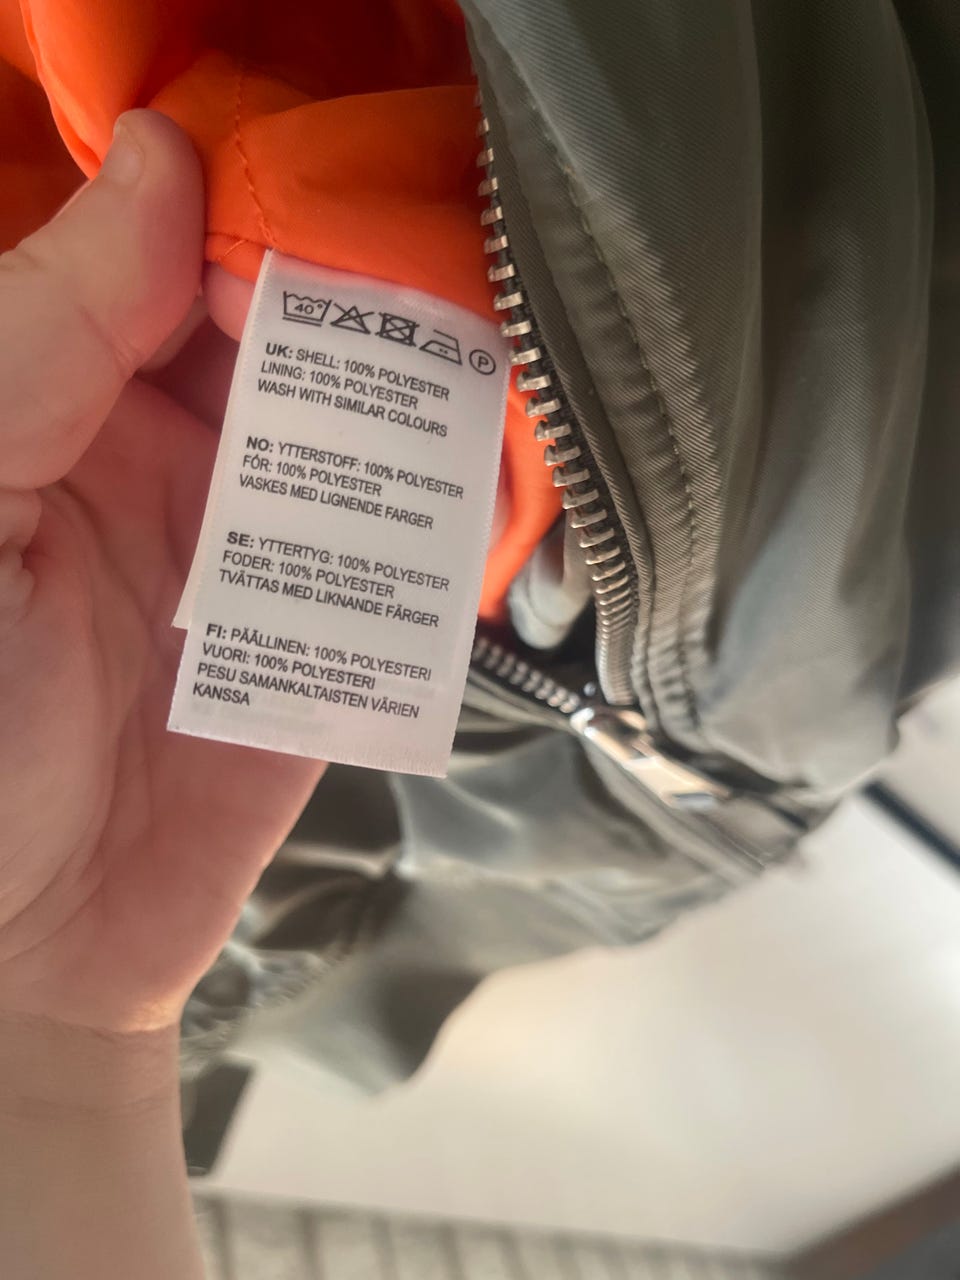 40°
P
UK: SHELL: 100% POLYESTER
LINING: 100% POLYESTER
WASH WITH SIMILAR COLOURS
NO: YTTERSTOFF: 100% POLYESTER
FÓR: 100% POLYESTER
VASKES MED LIGNENDE FARGER
SE: YTTERTYG: 100% POLYESTER
FODER: 100% POLYESTER
TVÄTTAS MED LIKNANDE FÄRGER
FI: PÄÄLLINEN: 100% POLYESTERI
VUORI: 100% POLYESTERI
PESU SAMANKALTAISTEN VÄRIEN
KANSSA